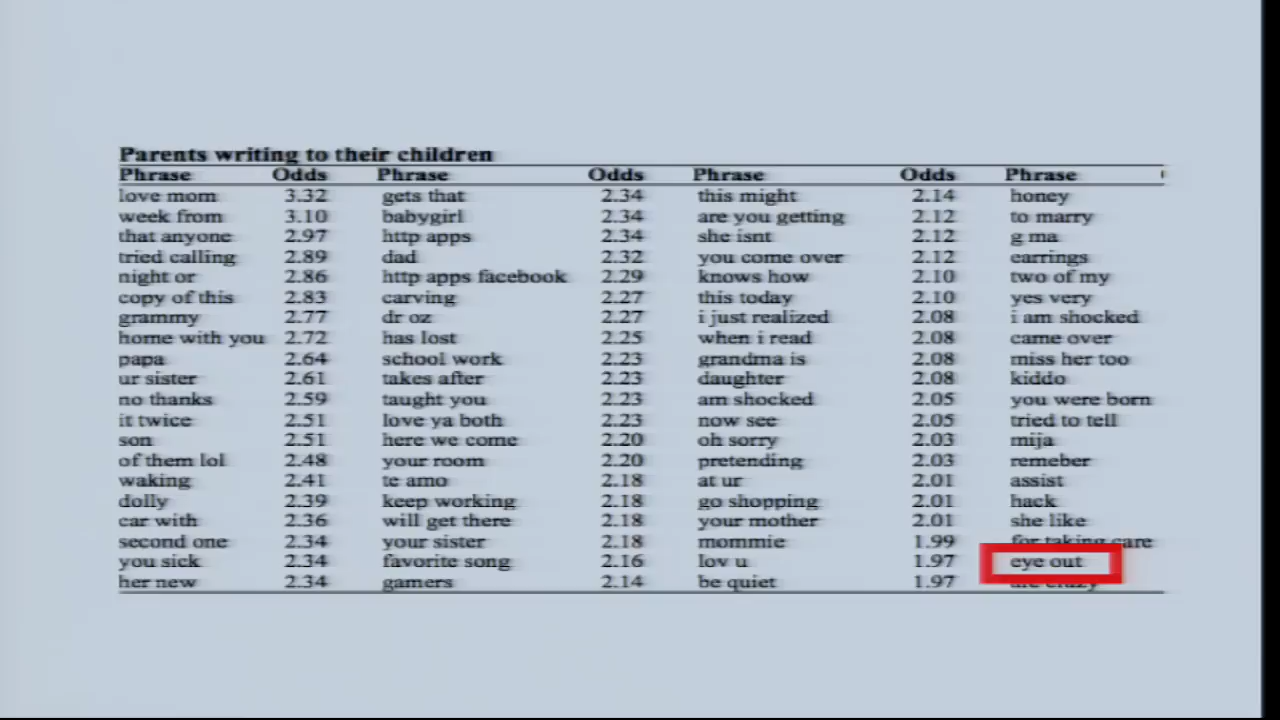 Parents writing to their children
Phrase Odds Phrase Odds Phrase Odds Phrase
love mom 3.32 gets that 2.34 this might 2.14 honey
week from 3.10 babygirl 2.34 are you getting 2.12 to marry
that anyone 2.97 http apps 2.34 she isnt 2.12 g ma
tried calling 2.89 dad 2.32 you come over 2.12 earrings
night or 2.86 http apps facebook 2.29 knows how 2.10 two of my
copy of this 2.83 carving 2.27 this today 2.10 yes very
grammy 2.77 dr oz 2.27 i just realized 2.08 i am shocked
home with you 2.72 has lost 2.25 when i read 2.08 came over
papa 2.64 school work 2.23 grandma is 2.08 miss her too
ur sister 2.61 takes after 2.23 daughter 2.08 kiddo
no thanks 2.59 taught you 2.23 am shocked 2.05 you were born
it twice 2.51 love ya both 2.23 now see 2.05 tried to tell
son 2.51 here we come 2.20 oh sorry 2.03 mija
of them lol 2.48 your room 2.20 pretending 2.03 remeber
waking 2.41 te amo 2.18 at ur 2.01 assist
dolly 2.39 keep working 2.18 go shopping 2.01 hack
car with 2.36 will get there 2.18 your mother 2.01 she like
second one 2.34 your sister 2.18 mommie 1.99 for taking care
you sick 2.34 favorite song 2.16 lov u 1.97 eye out
her new 2.34 gamers 2.14 be quiet 1.97 are crazy